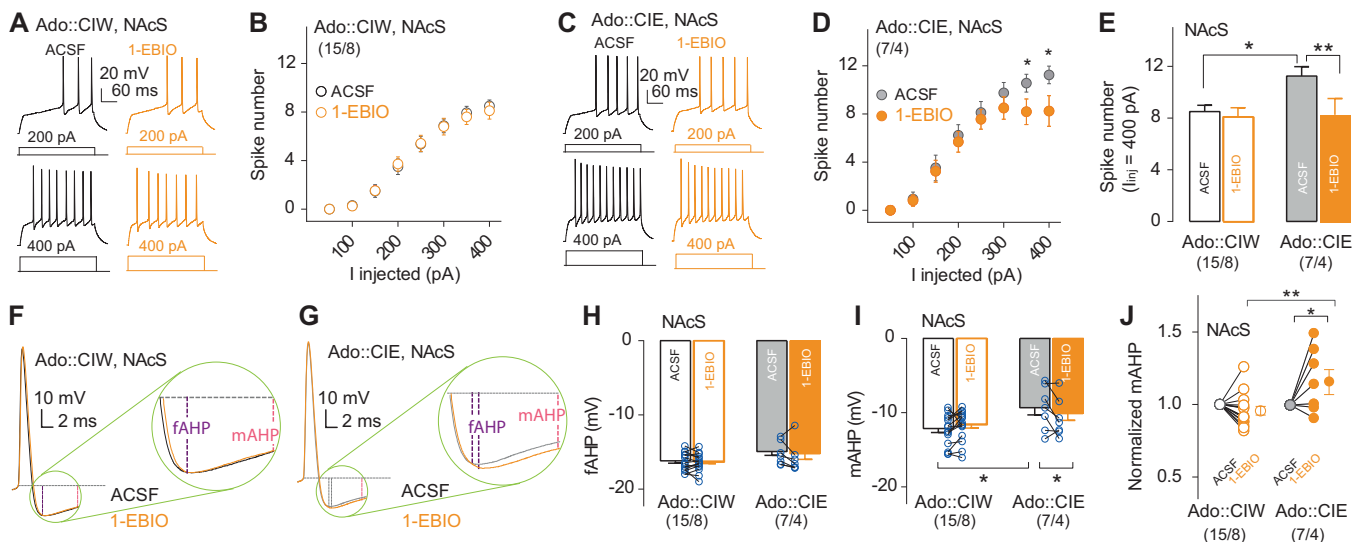 A
Ado::CIW, NAcS
ACSF
1-EBIO
20 mV
60 ms
200 pA
200 pA
400 pA
400 pA
B
Ado::CIW, NAcS
(15/8)
ACSF
1-EBIO
Spike number
12
8
4
0
100
200
300
400
I injected (pA)
C
Ado::CIE, NAcS
ACSF
1-EBIO
20 mV
60 ms
200 pA
200 pA
400 pA
400 pA
D
Ado::CIE, NAcS
(7/4)
ACSF
1-EBIO
* *
Spike number
12
8
4
0
100
200
300
400
I injected (pA)
E
NAcS
* **
Spike number
(Iinj = 400 pA)
12
8
4
0
ACSF
1-EBIO
ACSF
1-EBIO
Ado::CIW
(15/8)
Ado::CIE
(7/4)
F
Ado::CIW, NAcS
10 mV
2 ms
fAHP
mAHP
ACSF
1-EBIO
G
Ado::CIE, NAcS
10 mV
2 ms
fAHP
mAHP
ACSF
1-EBIO
H
NAcS
fAHP (mV)
-0
-10
-20
ACSF
1-EBIO
ACSF
1-EBIO
Ado::CIW
(15/8)
Ado::CIE
(7/4)
I
NAcS
mAHP (mV)
-0
-10
-20
ACSF
1-EBIO
ACSF
1-EBIO
* * *
Ado::CIW
(15/8)
Ado::CIE
(7/4)
J
NAcS
**
*
Normalized mAHP
1.5
1.0
0.5
ACSF
1-EBIO
ACSF
1-EBIO
Ado::CIW
(15/8)
Ado::CIE
(7/4)